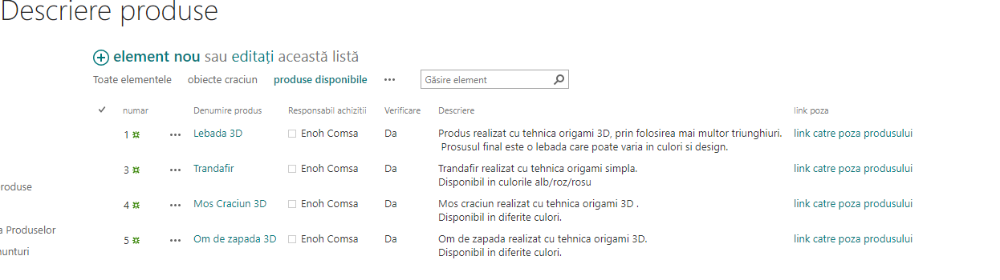 Descriere produse
element nou sau editați această listă
Toate elementele obiecte craciun produse disponibile ••• Găsire element
numar Denumire produs Responsabil achizitii Verificare Descriere link poza
1 ••• Lebada 3D Enoh Comsa Da Produs realizat cu tehnica origami 3D, prin folosirea mai multor triunghiuri. link catre poza produsului
Prosusul final este o lebada care poate varia in culori si design.
3 ••• Trandafir Enoh Comsa Da Trandafir realizat cu tehnica origami simpla. link catre poza produsului
Disponibil in culorile alb/roz/rosu
roduse
4 ••• Mos Craciun 3D Enoh Comsa Da Mos craciun realizat cu tehnica origami 3D . link catre poza produsului
Disponibil in diferite culori.
a Produselor
5 ••• Om de zapada 3D Enoh Comsa Da Om de zapada realizat cu tehnica origami 3D. link catre poza produsului
Disponibil in diferite culori.
nunturi